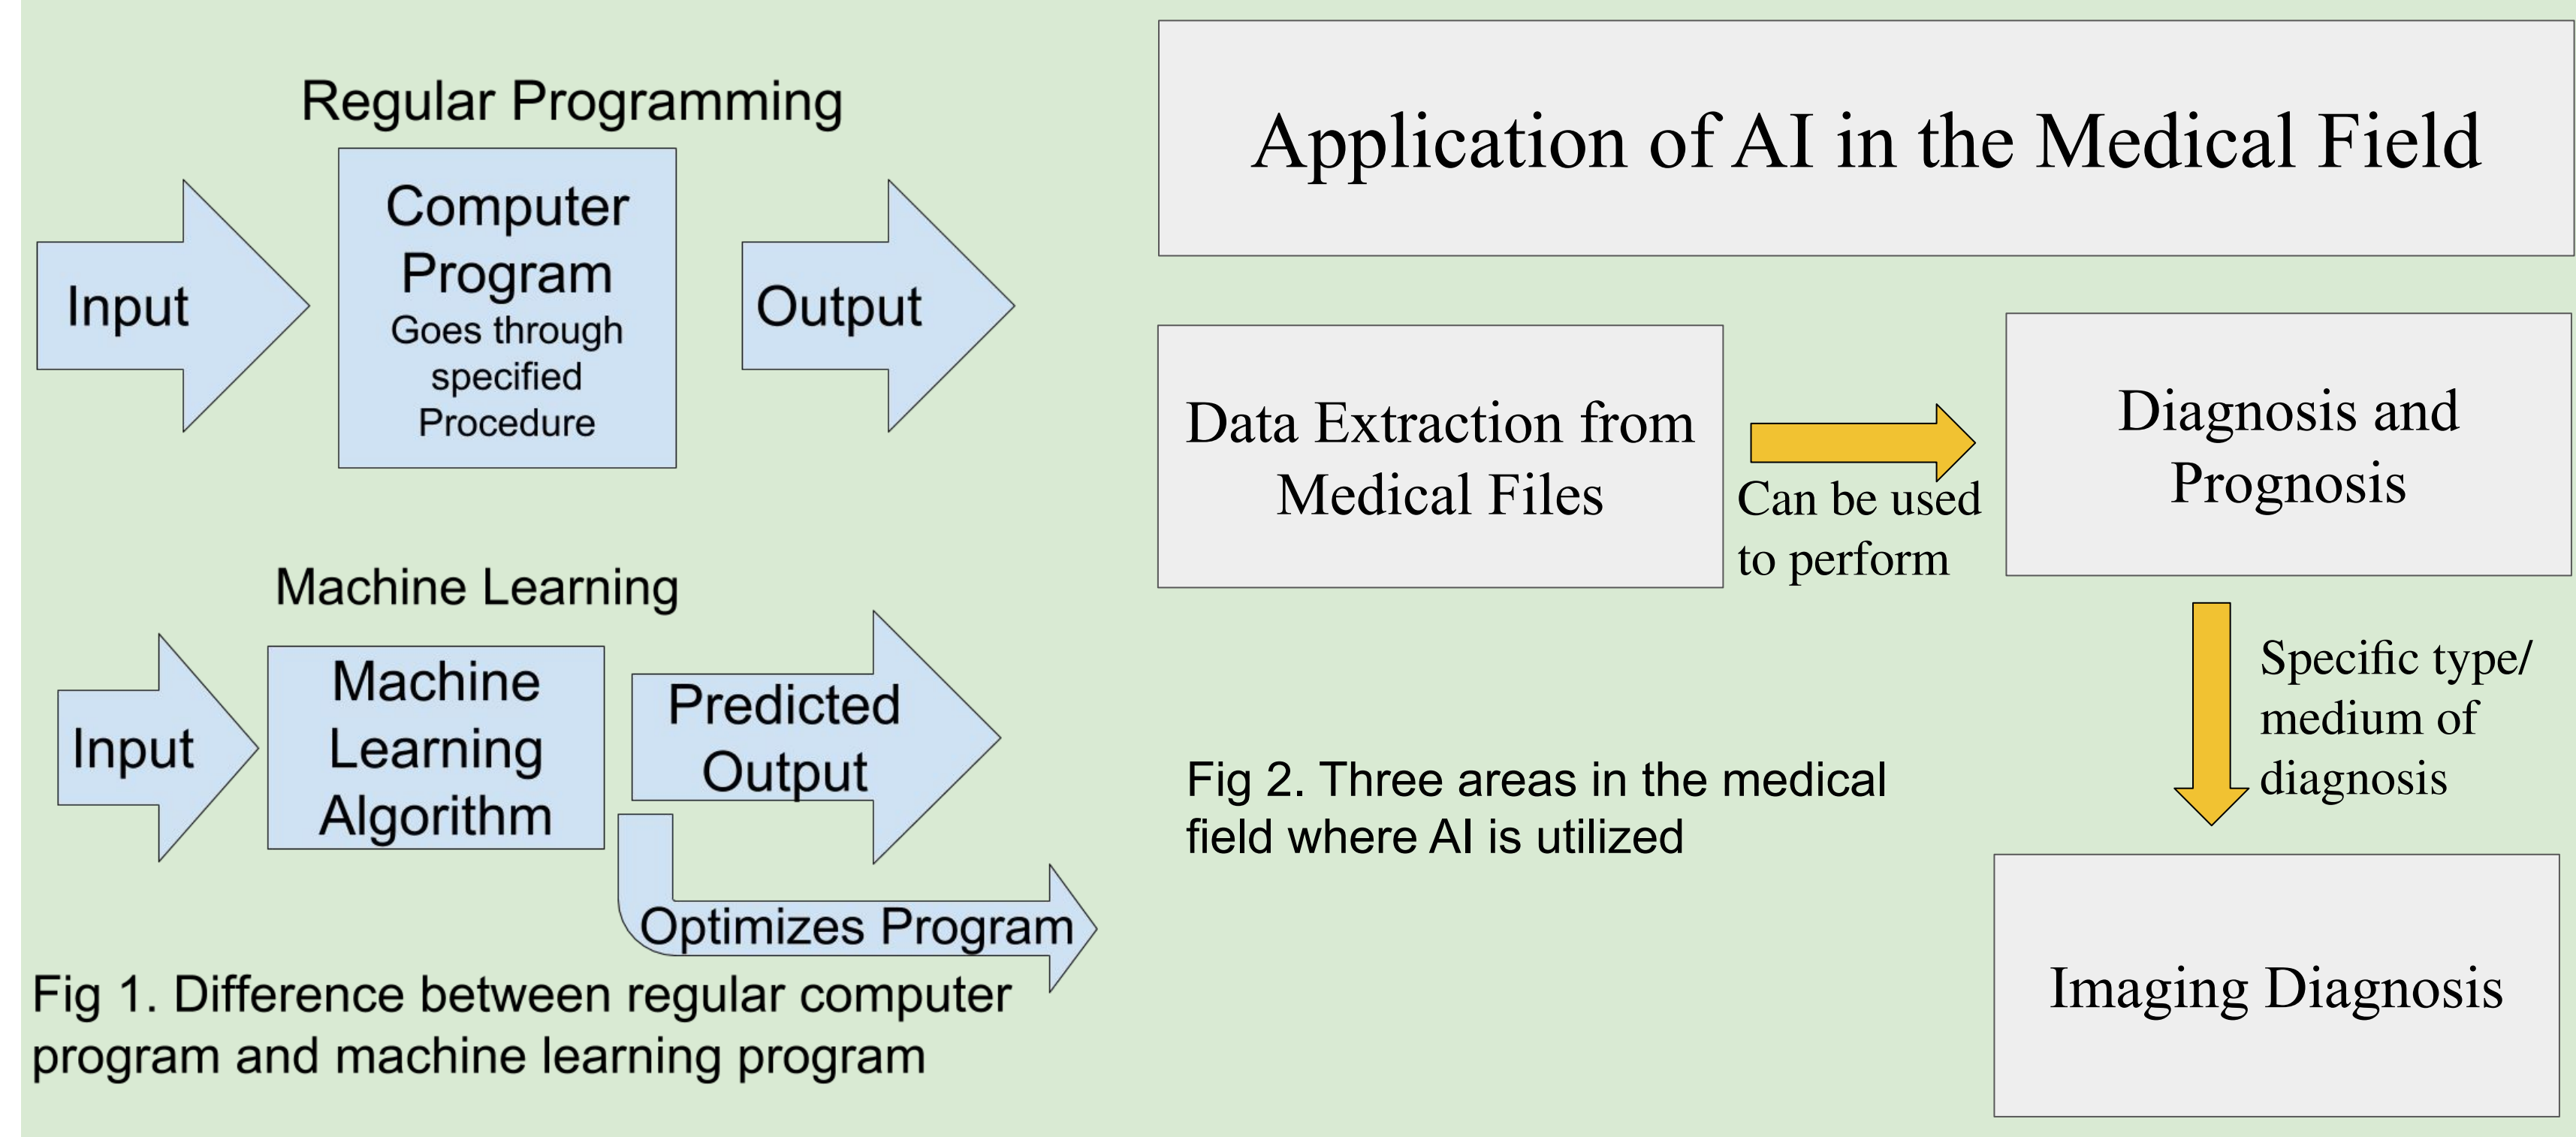 Regular Programming
Input
Computer
Program
Goes through
specified
Procedure
Output
Machine Learning
Input
Machine
Learning
Algorithm
Predicted
Output
Optimizes Program
Fig 1. Difference between regular computer
program and machine learning program
Application of AI in the Medical Field
Data Extraction from
Medical Files
Can be used
to perform
Diagnosis and
Prognosis
Specific type/
medium of
diagnosis
Imaging Diagnosis
Fig 2. Three areas in the medical
field where AI is utilized